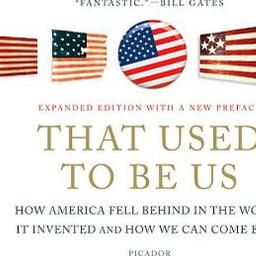 "FANTASTIC."—BILL GATES
EXPANDED EDITION WITH A NEW PREFAC
THAT USED
TO BE US
HOW AMERICA FELL BEHIND IN THE WO
IT INVENTED AND HOW WE CAN COME B
PICADOR